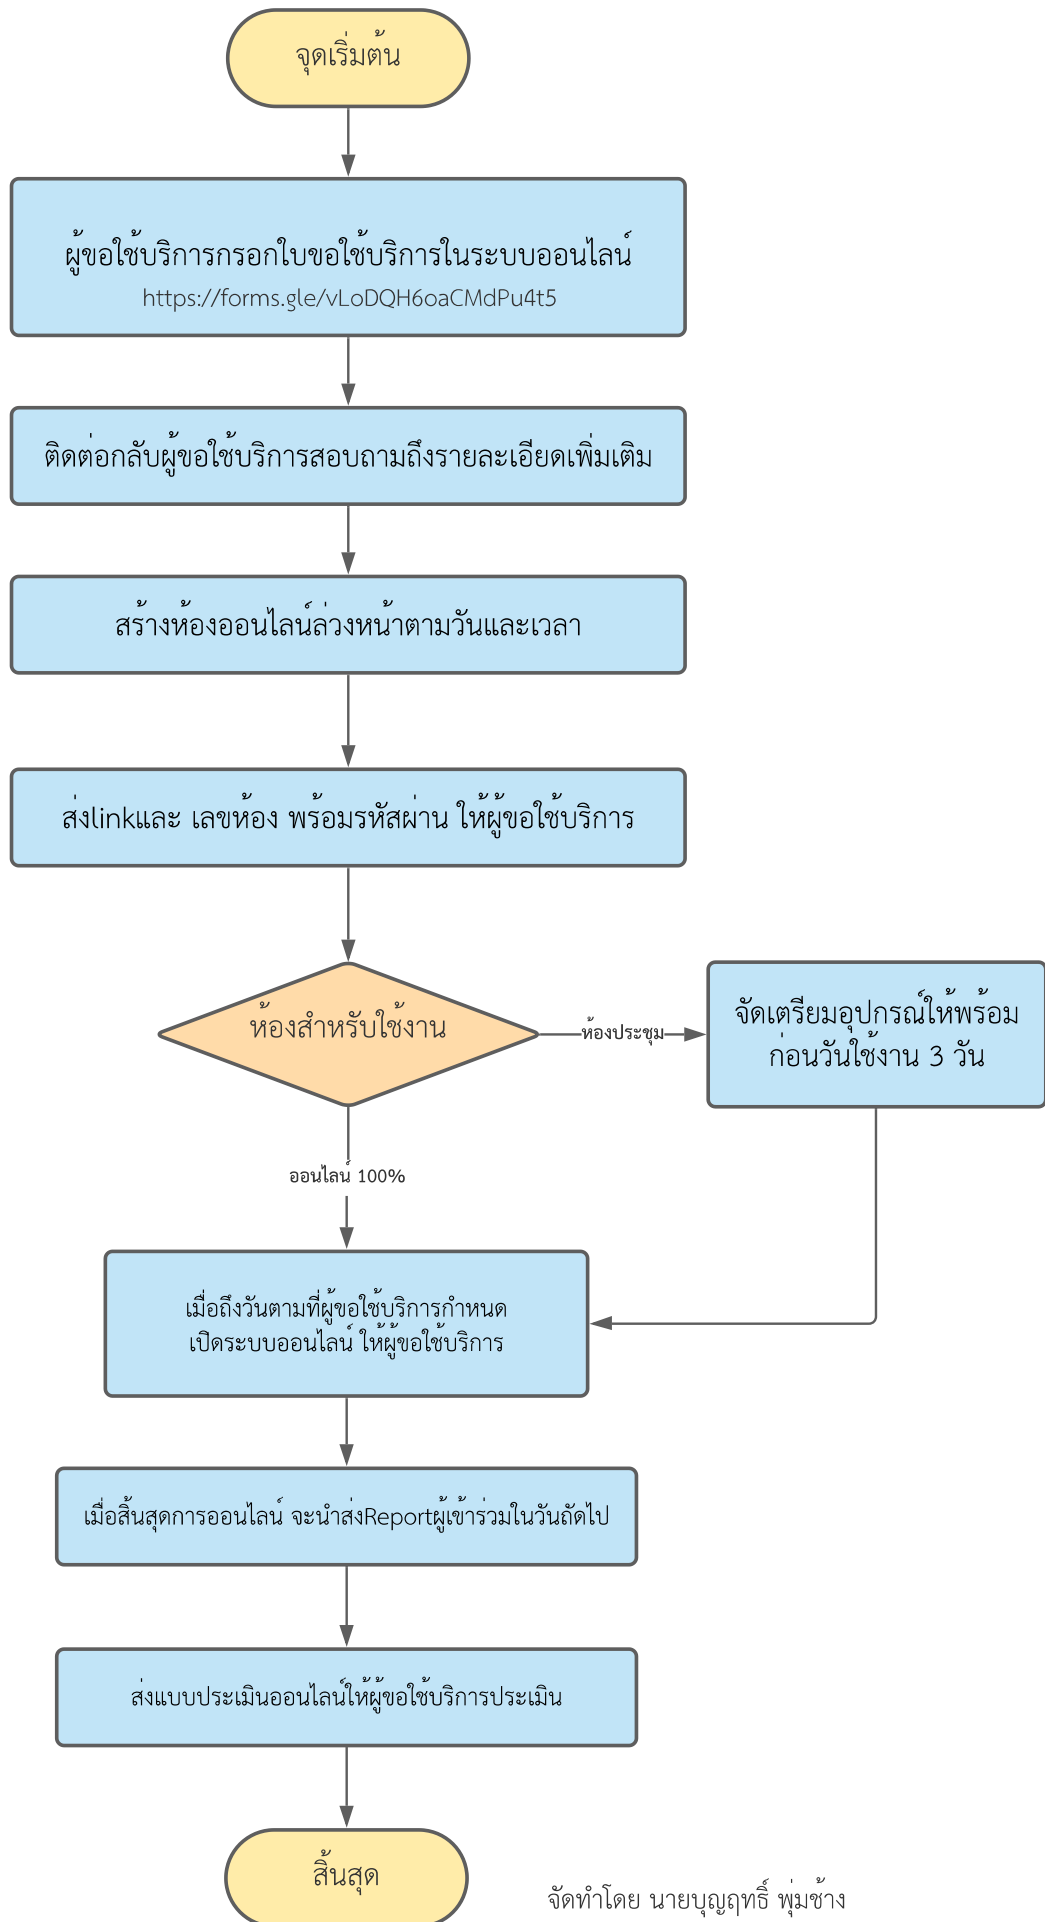 จุดเริ่มต้น
ผู้ขอใช้บริการกรอกใบขอใช้บริการในระบบออนไลน์
https://forms.gle/vLoDQH6oaCMdPu4t5
ติดต่อกลับผู้ขอใช้บริการสอบถามถึงรายละเอียดเพิ่มเติม
สร้างห้องออนไลน์ล่วงหน้าตามวันและเวลา
ส่งlinkและ เลขห้อง พร้อมรหัสผ่าน ให้ผู้ขอใช้บริการ
ห้องสำหรับใช้งาน
ห้องประชุม
จัดเตรียมอุปกรณ์ให้พร้อม
ก่อนวันใช้งาน 3 วัน
ออนไลน์ 100%
เมื่อถึงวันตามที่ผู้ขอใช้บริการกำหนด
เปิดระบบออนไลน์ ให้ผู้ขอใช้บริการ
เมื่อสิ้นสุดการออนไลน์ จะนำส่งReportผู้เข้าร่วมในวันถัดไป
ส่งแบบประเมินออนไลน์ให้ผู้ขอใช้บริการประเมิน
สิ้นสุด
จัดทำโดย นายบุญฤทธิ์ พุ่มช้าง